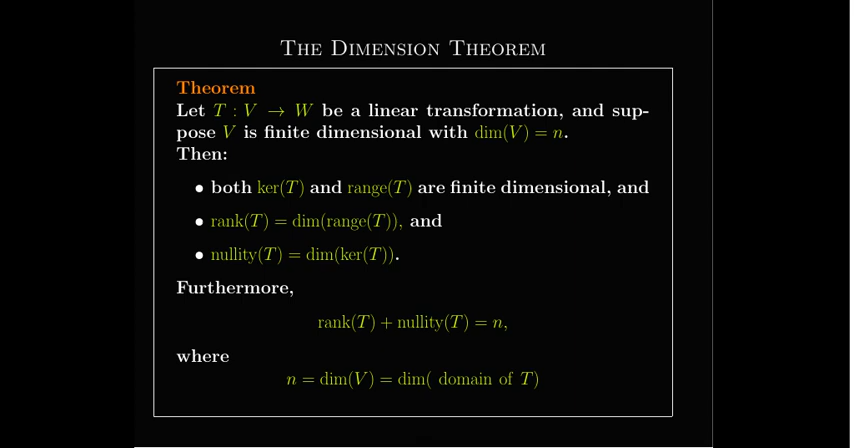 THE DIMENSION THEOREM
Theorem
Let T : V → W be a linear transformation, and sup-
pose V is finite dimensional with dim(V) = n.
Then:
• both ker(T) and range(T) are finite dimensional, and
• rank(T) = dim(range(T)), and
• nullity(T) = dim(ker(T)).
Furthermore,
rank(T) + nullity(T) = n,
where
n = dim(V) = dim( domain of T)